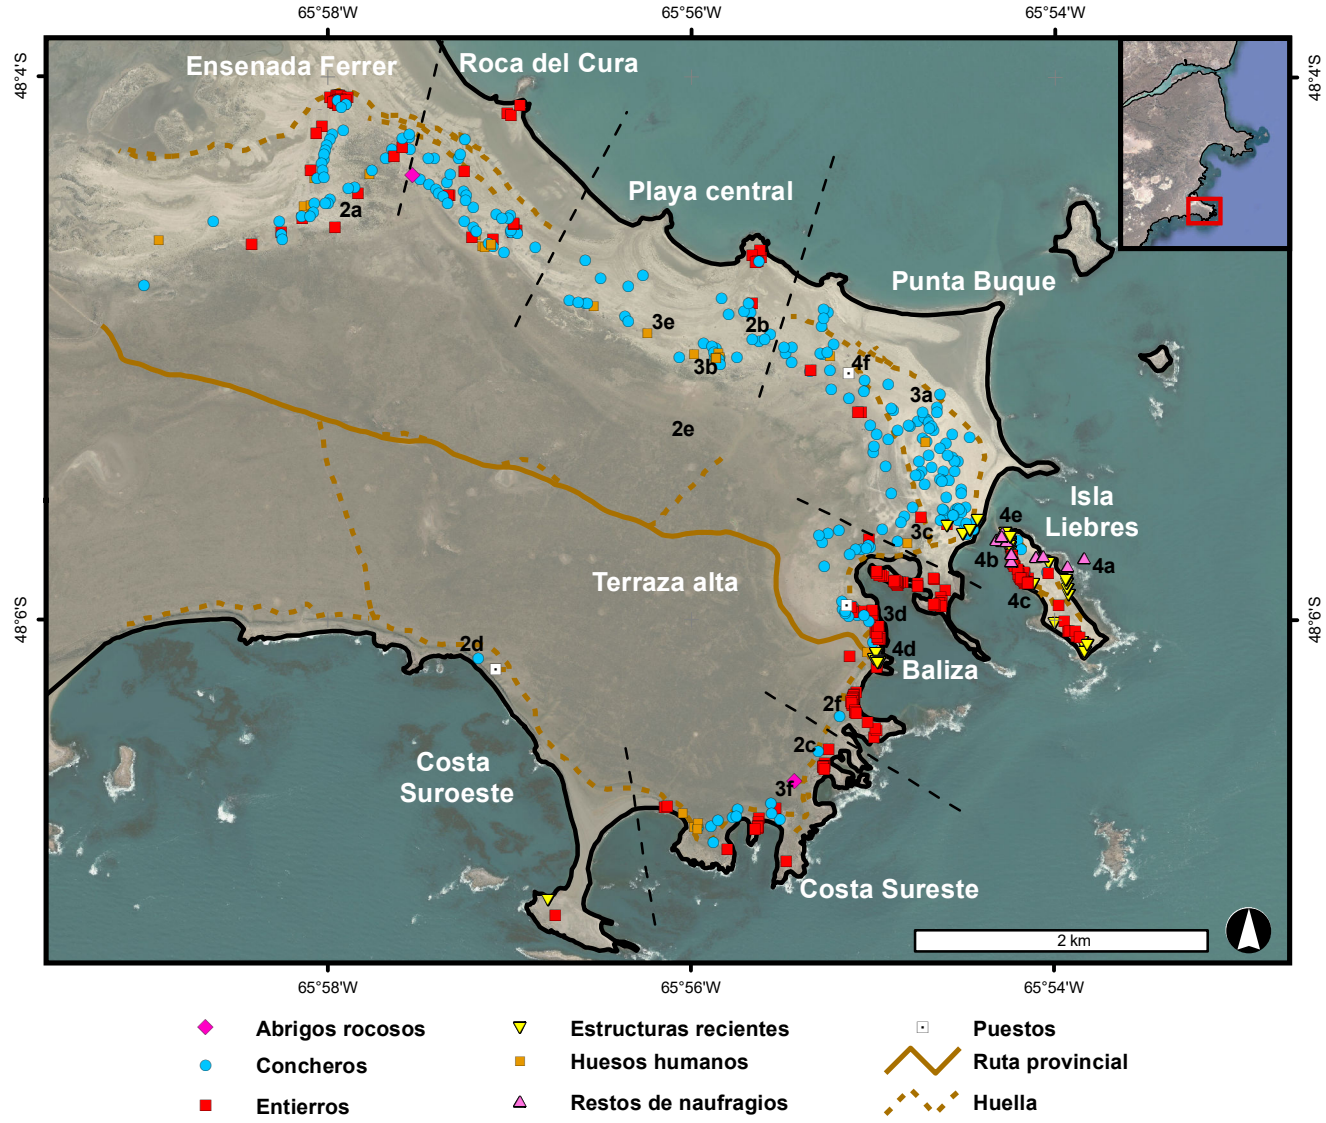 65°58'W
65°56'W
65°54'W
48°4'S
48°4'S
Ensenada Ferrer
Roca del Cura
Playa central
2a
Punta Buque
3e
2b
3b
4f
3a
2e
Isla
Liebres
4e
3c
4b
4a
Terraza alta
4c
48°6'S
48°6'S
3d
2d
4d
Baliza
2f
2c
Costa
Suroeste
3f
Costa Sureste
2 km
65°58'W
65°56'W
65°54'W
Abrigos rocosos
Estructuras recientes
Puestos
Concheros
Huesos humanos
Ruta provincial
Entierros
Restos de naufragios
Huella